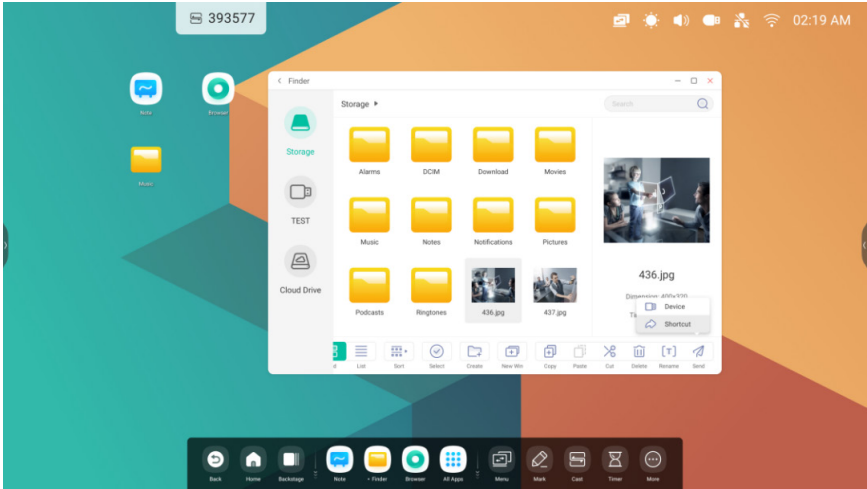 393577
02:19 AM
Note
Browser
Music
Finder
Storage
Search
Storage
TEST
Cloud Drive
Alarms
DCIM
Download
Movies
Music
Notes
Notifications
Pictures
Podcasts
Ringtones
436.jpg
437.jpg
436.jpg
Dimension: 400x320
Device
Shortcut
List
Sort
Select
Create
New Win
Copy
Paste
Cut
Delete
Rename
Send
Back
Home
Backstage
Note
• Finder
Browser
All Apps
Menu
Mark
Cast
Timer
More